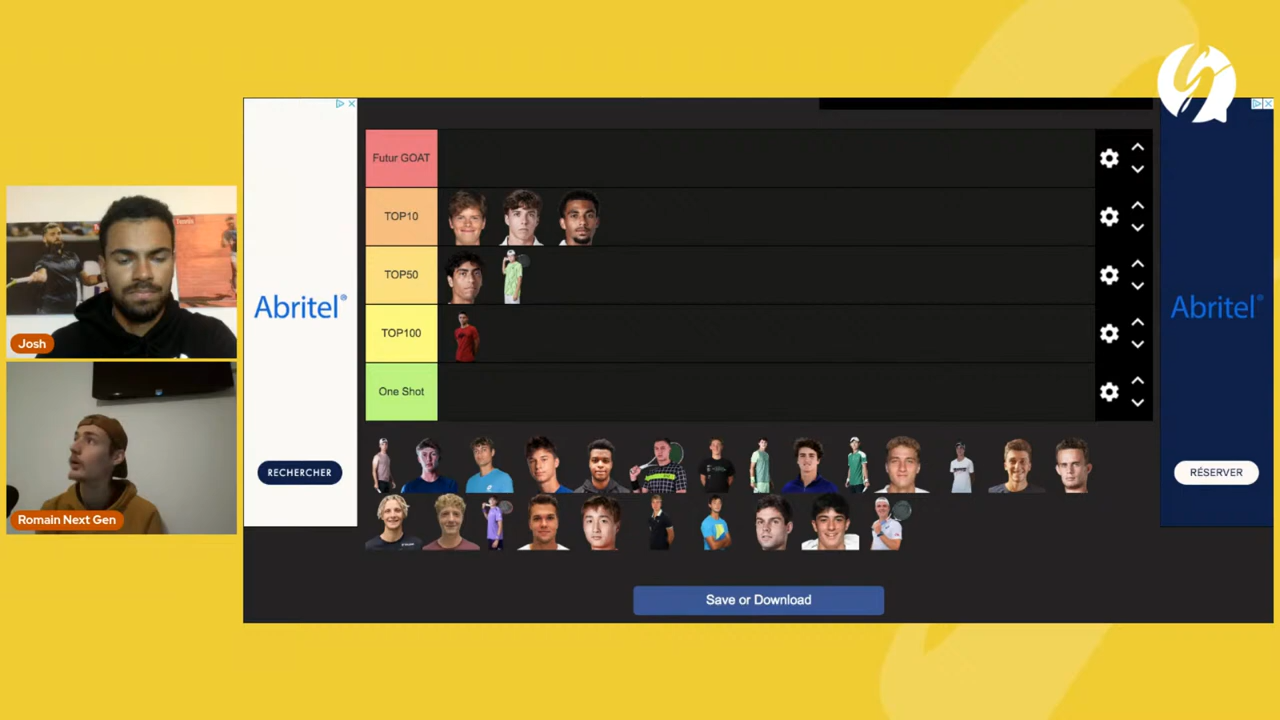 Futur GOAT
TOP10
TOP50
TOP100
One Shot
Josh
Romain Next Gen
Abritel®
RECHERCHER
Abritel®
RÉSERVER
Save or Download